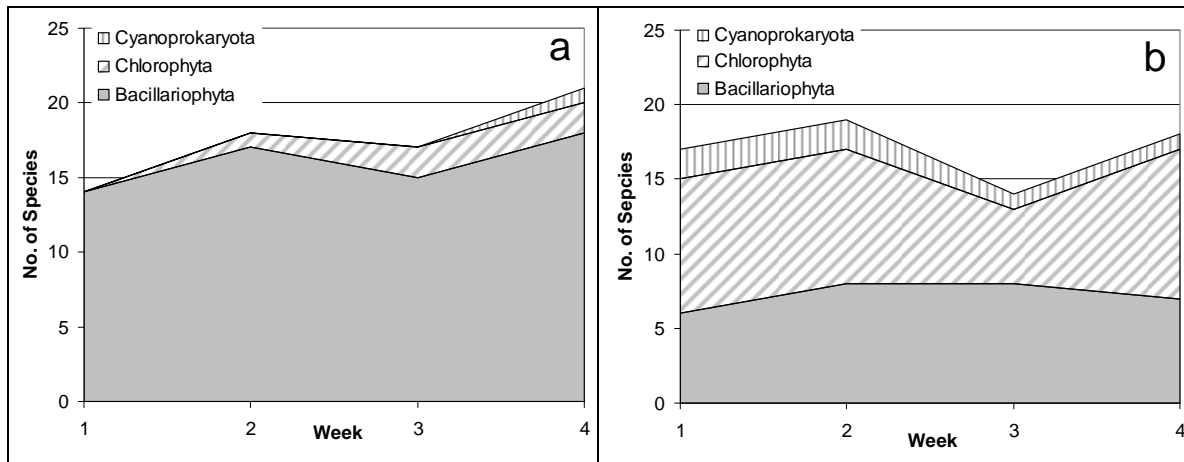 a
25
20
15
10
5
0
No. of Species
Cyanoprokaryota
Chlorophyta
Bacillariophyta
1 2 3 4
Week
b
25
20
15
10
5
0
No. of Sepcies
Cyanoprokaryota
Chlorophyta
Bacillariophyta
1 2 3 4
Week